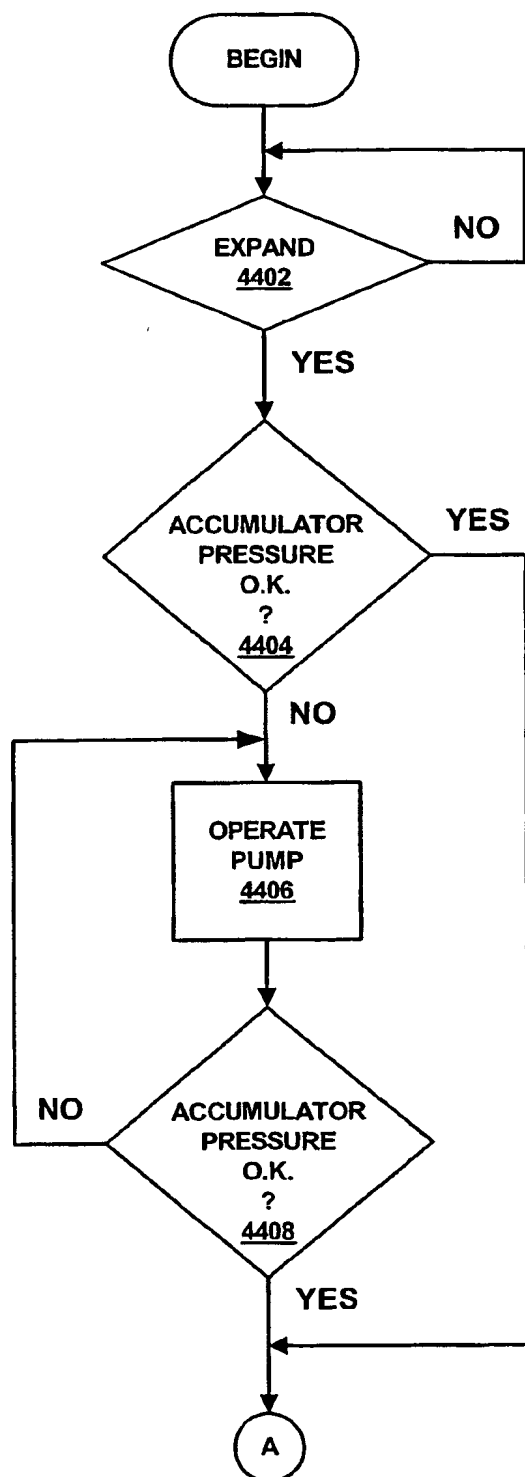 BEGIN
NO
EXPAND
4402
YES
ACCUMULATOR
PRESSURE
O.K.
?
4404
YES
NO
OPERATE
PUMP
4406
NO
ACCUMULATOR
PRESSURE
O.K.
?
4408
YES
A